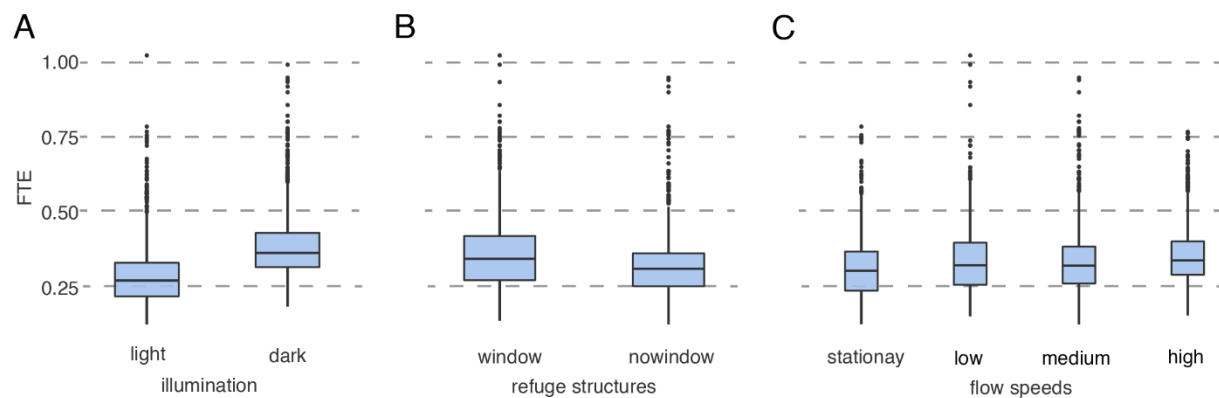 A
B
C
FTE
1.00
0.75
0.50
0.25
light dark
illumination
window nowindow
refuge structures
stationay low medium high
flow speeds